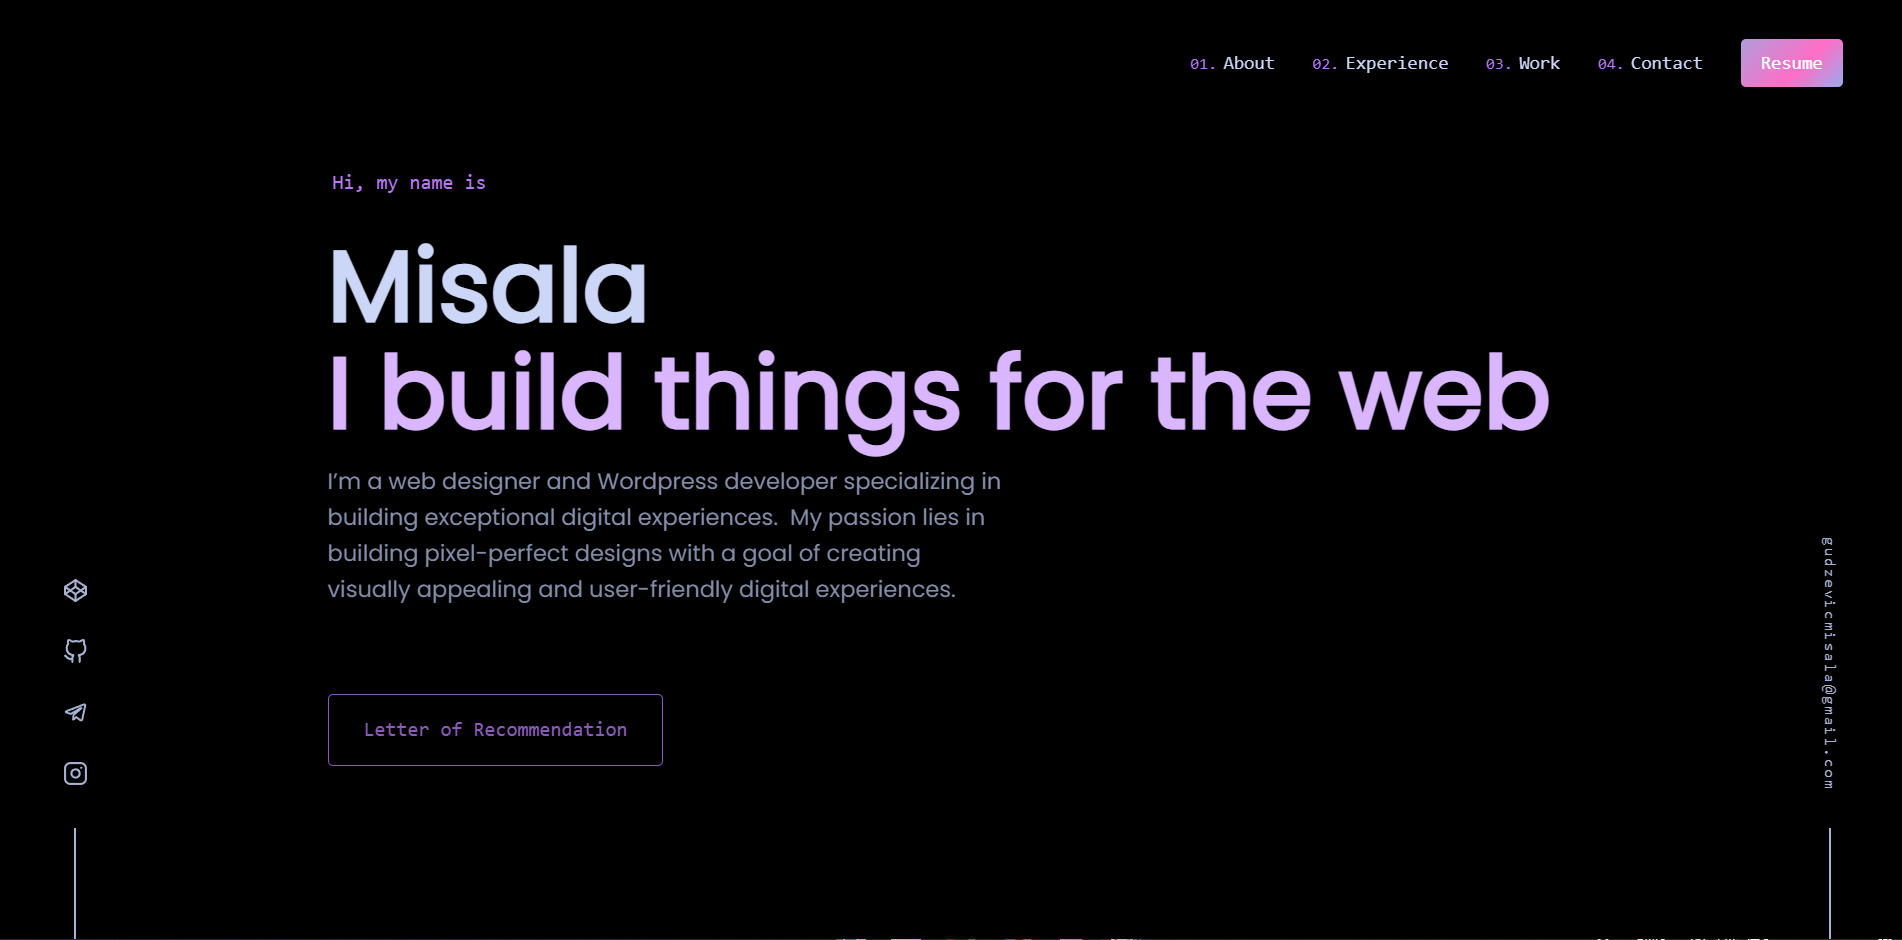 01. About 02. Experience 03. Work 04. Contact Resume
Hi, my name is
Misala
I build things for the web
I’m a web designer and Wordpress developer specializing in
building exceptional digital experiences.  My passion lies in
building pixel-perfect designs with a goal of creating
visually appealing and user-friendly digital experiences.
Letter of Recommendation
gudzevicmisala@gmail.com